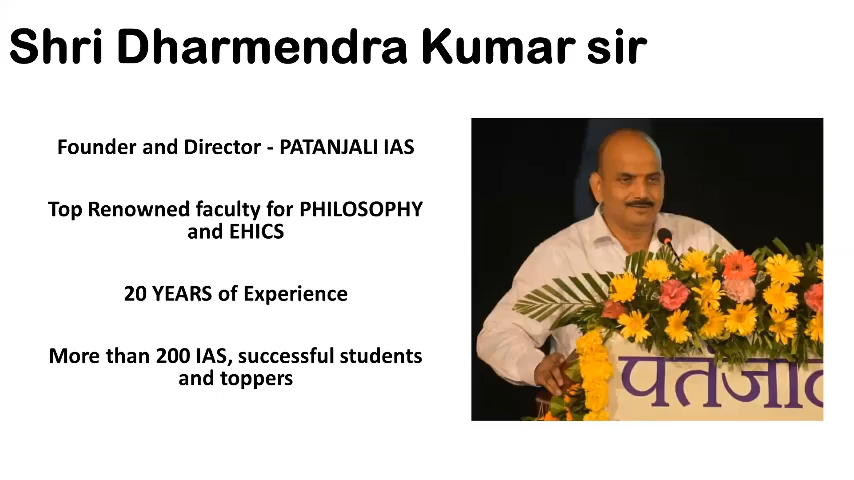 Shri Dharmendra Kumar sir
Founder and Director - PATANJALI IAS
Top Renowned faculty for PHILOSOPHY
and EHICS
20 YEARS of Experience
More than 200 IAS, successful students
and toppers